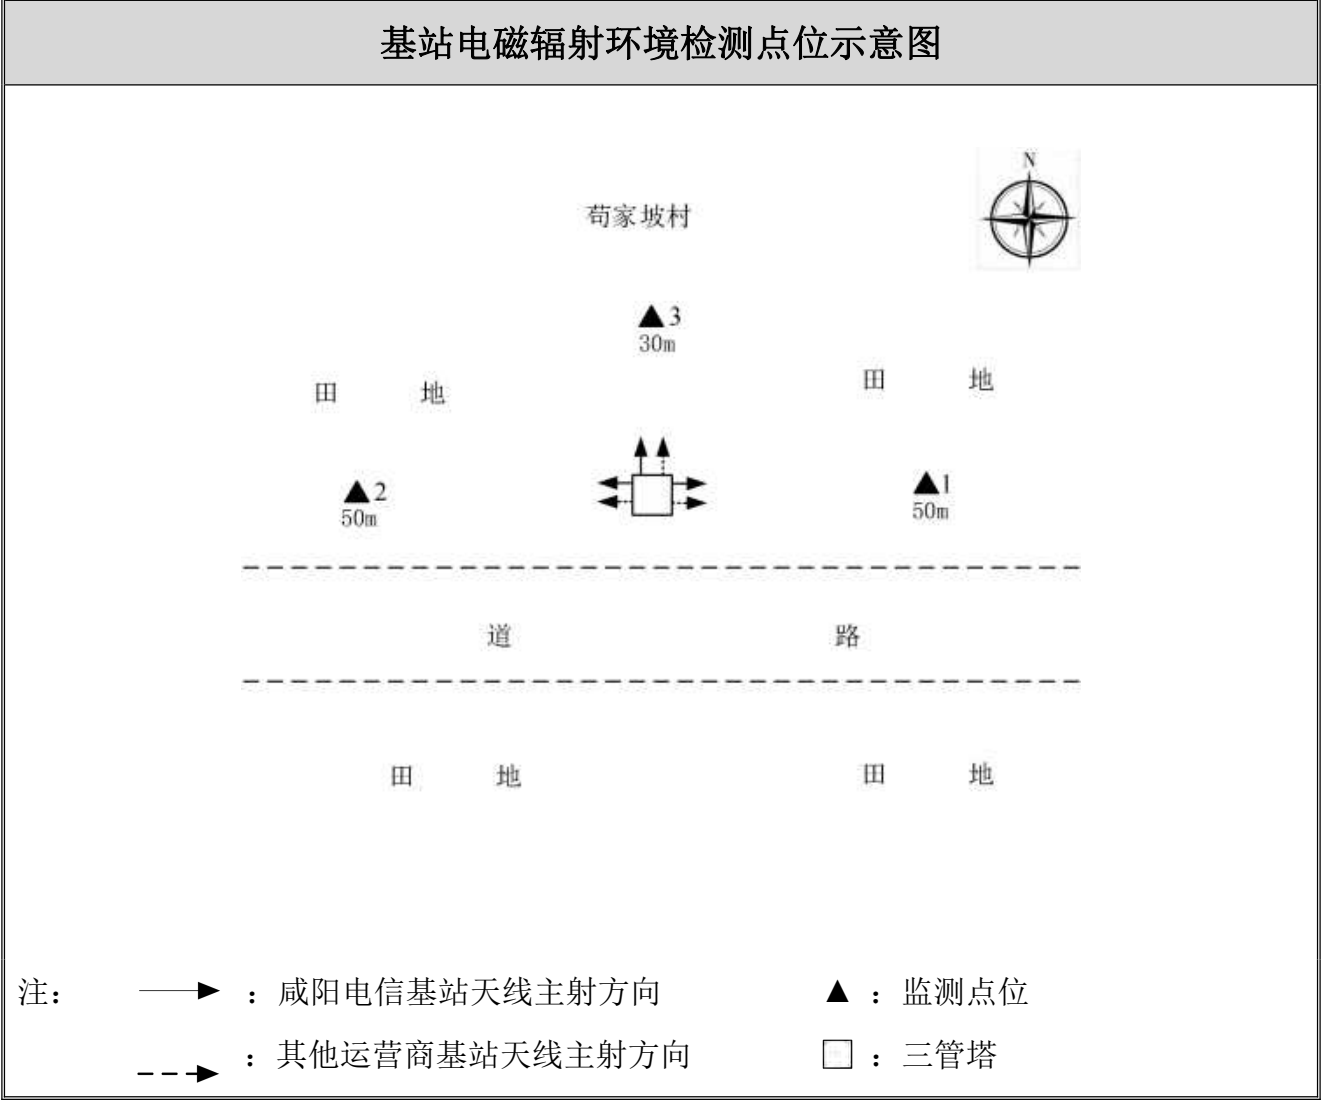 基站电磁辐射环境检测点位示意图
N
苟家坡村
▲3
30m
田 地
田 地
▲2
50m
▲1
50m
道 路
田 地
田 地
注： ：咸阳电信基站天线主射方向 ▲：监测点位
：其他运营商基站天线主射方向 ：三管塔